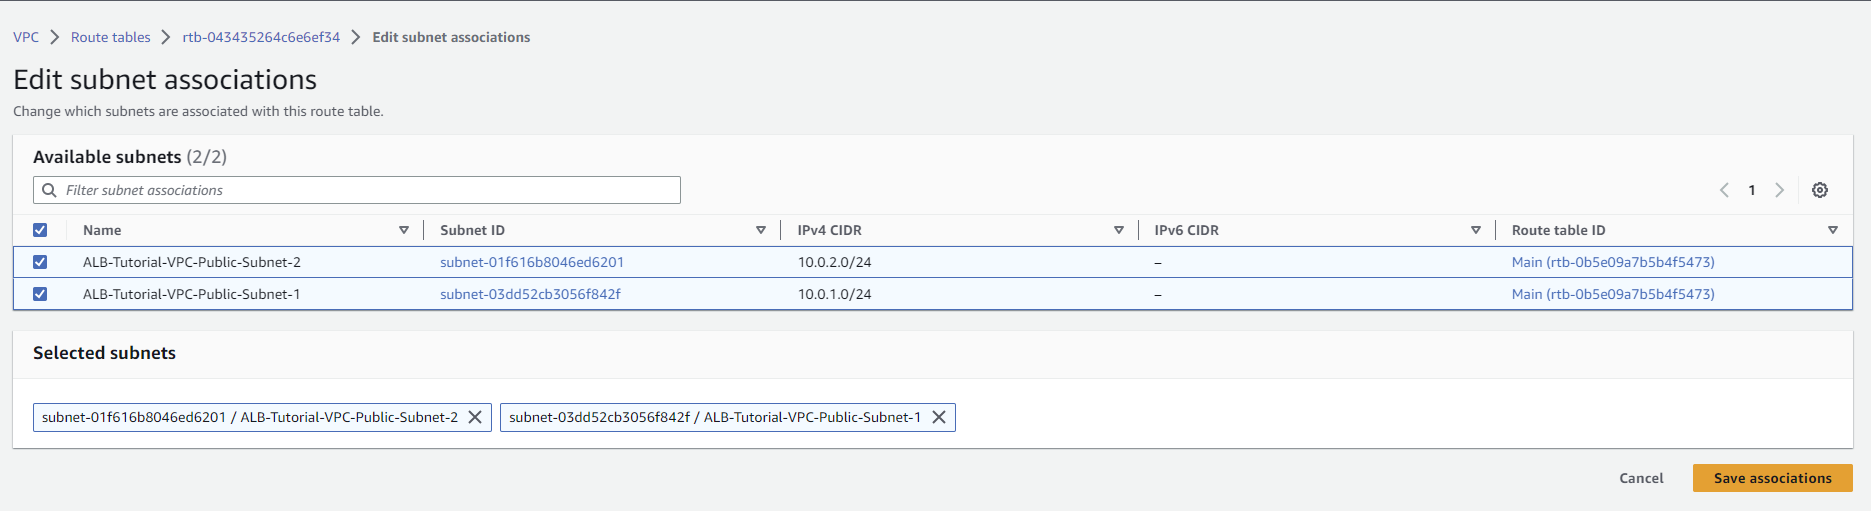 VPC > Route tables > rtb-043435264c6e6ef34 > Edit subnet associations
Edit subnet associations
Change which subnets are associated with this route table.
Available subnets (2/2)
Filter subnet associations
1
Name Subnet ID IPv4 CIDR IPv6 CIDR Route table ID
ALB-Tutorial-VPC-Public-Subnet-2 subnet-01f616b8046ed6201 10.0.2.0/24 – Main (rtb-0b5e09a7b5b4f5473)
ALB-Tutorial-VPC-Public-Subnet-1 subnet-03dd52cb3056f842f 10.0.1.0/24 – Main (rtb-0b5e09a7b5b4f5473)
Selected subnets
subnet-01f616b8046ed6201 / ALB-Tutorial-VPC-Public-Subnet-2 subnet-03dd52cb3056f842f / ALB-Tutorial-VPC-Public-Subnet-1
Cancel Save associations